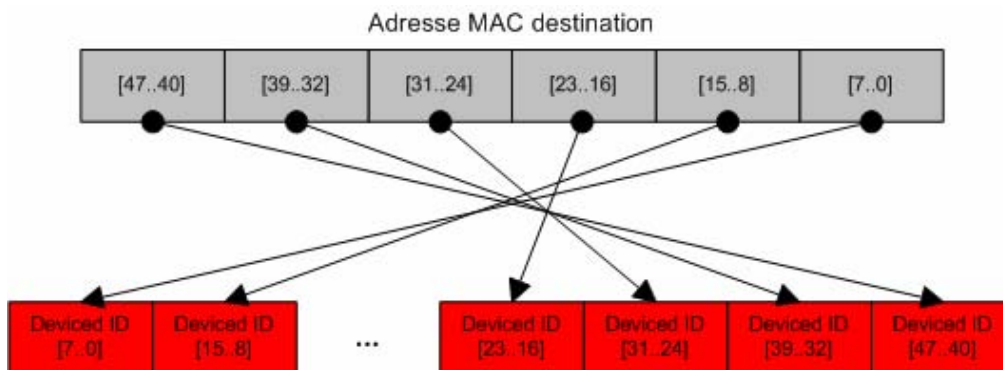 Adresse MAC destination
[47..40] [39..32] [31..24] [23..16] [15..8] [7..0]
Deviced ID Deviced ID Deviced ID Deviced ID Deviced ID Deviced ID
[7..0] [15..8] ... [23..16] [31..24] [39..32] [47..40]